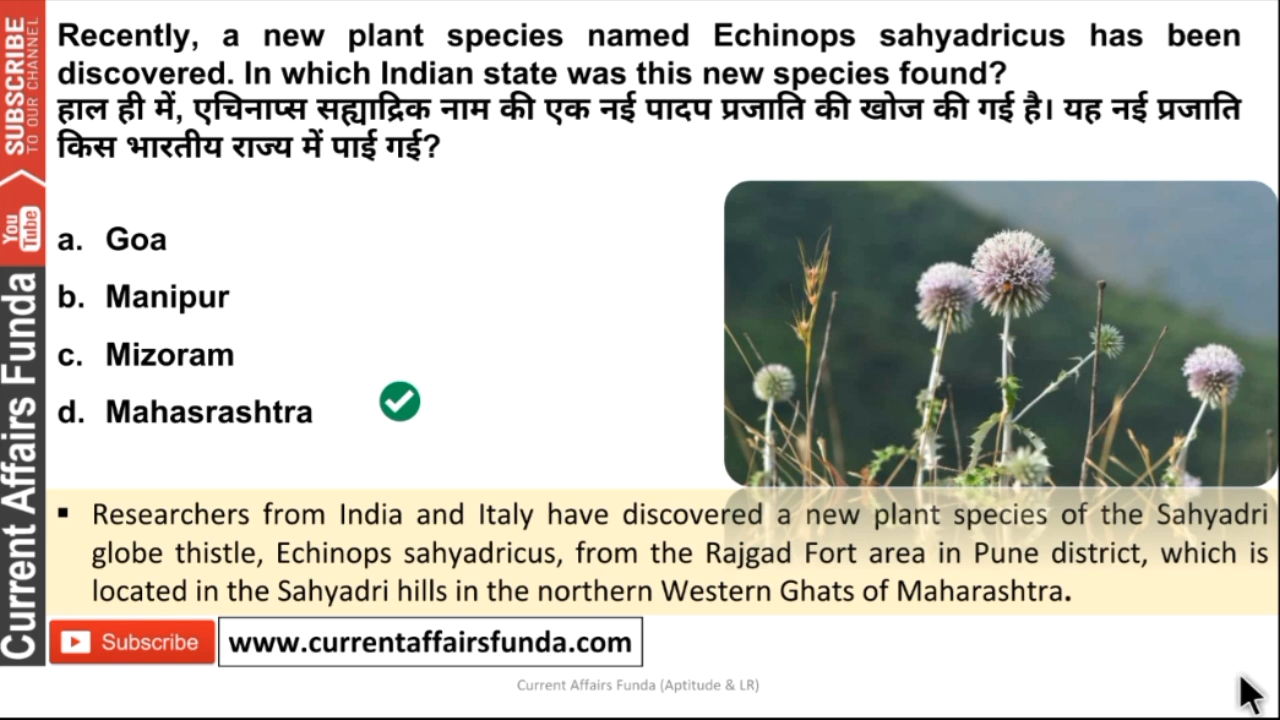 SUBSCRIBE
TO OUR CHANNEL
You
Tube
Current Affairs Funda
Recently, a new plant species named Echinops sahyadricus has been
discovered. In which Indian state was this new species found?
हाल ही में, एचिनाप्स सह्याद्रिक नाम की एक नई पादप प्रजाति की खोज की गई है। यह नई प्रजाति
किस भारतीय राज्य में पाई गई?
a. Goa
b. Manipur
c. Mizoram
d. Mahasrashtra
▪ Researchers from India and Italy have discovered a new plant species of the Sahyadri
globe thistle, Echinops sahyadricus, from the Rajgad Fort area in Pune district, which is
located in the Sahyadri hills in the northern Western Ghats of Maharashtra.
Subscribe
www.currentaffairsfunda.com
Current Affairs Funda (Aptitude & LR)